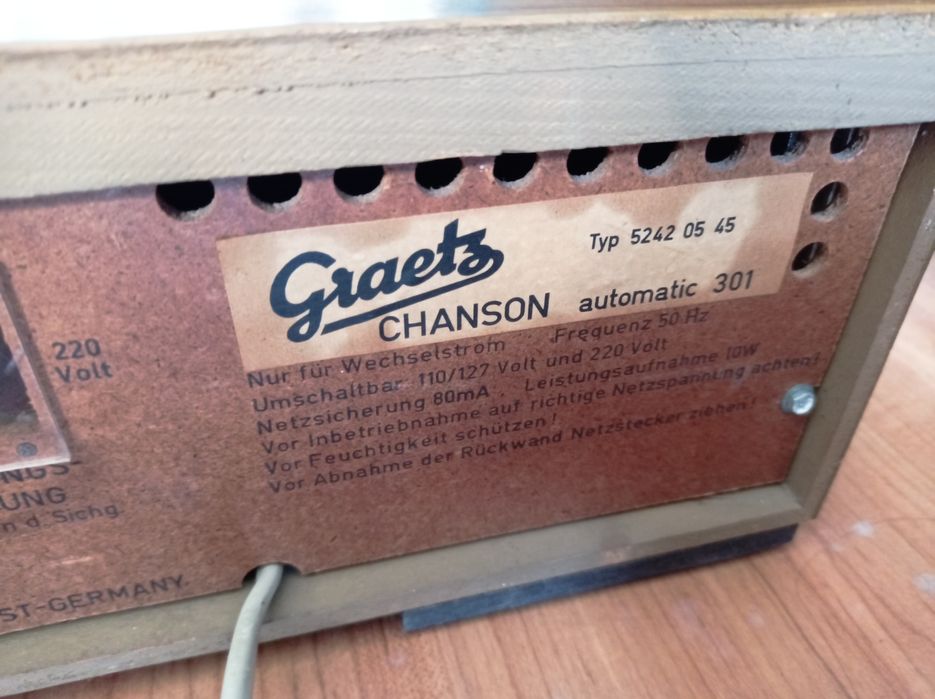 Graetz
Typ 5242 05 45
CHANSON automatic 301
Nur für Wechselstrom . Frequenz 50 Hz
Umschaltbar 110/127 Volt und 220 Volt
Netzsicherung 80mA . Leistungsaufnahme 10W
Vor Inbetriebnahme auf richtige Netzspannung achten!
Vor Feuchtigkeit schützen!
Vor Abnahme der Rückwand Netzstecker ziehen!
220
Volt
NGS-
UNG
n d. Sichg.
ST-GERMANY